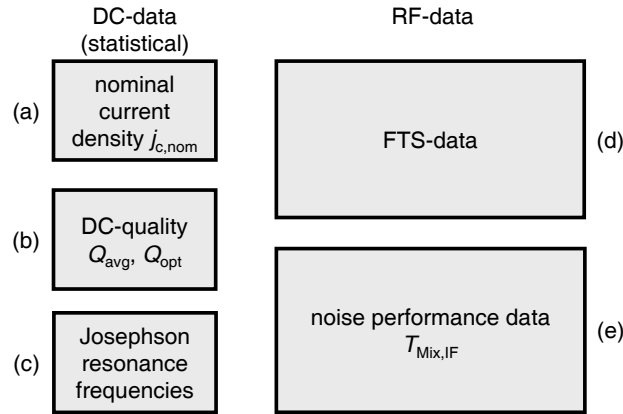 DC-data
(statistical)
RF-data
(a)
nominal
current
density jc,nom
(b)
DC-quality
Qavg, Qopt
(c)
Josephson
resonance
frequencies
FTS-data
(d)
noise performance data
TMix,IF
(e)